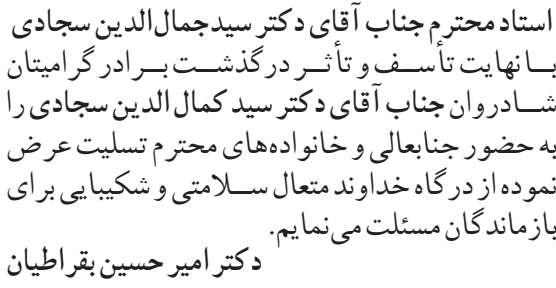 استاد محترم جناب آقای دکتر سیدجمال‌الدین سجادی
با نهایت تأسف و تأثر درگذشت برادر گرامیتان
شادروان جناب آقای دکتر سید کمال الدین سجادی را
به حضور جنابعالی و خانواده‌های محترم تسلیت عرض
نموده از درگاه خداوند متعال سلامتی و شکیبایی برای
بازماندگان مسئلت می‌نمایم.
دکتر امیر حسین بقراطیان